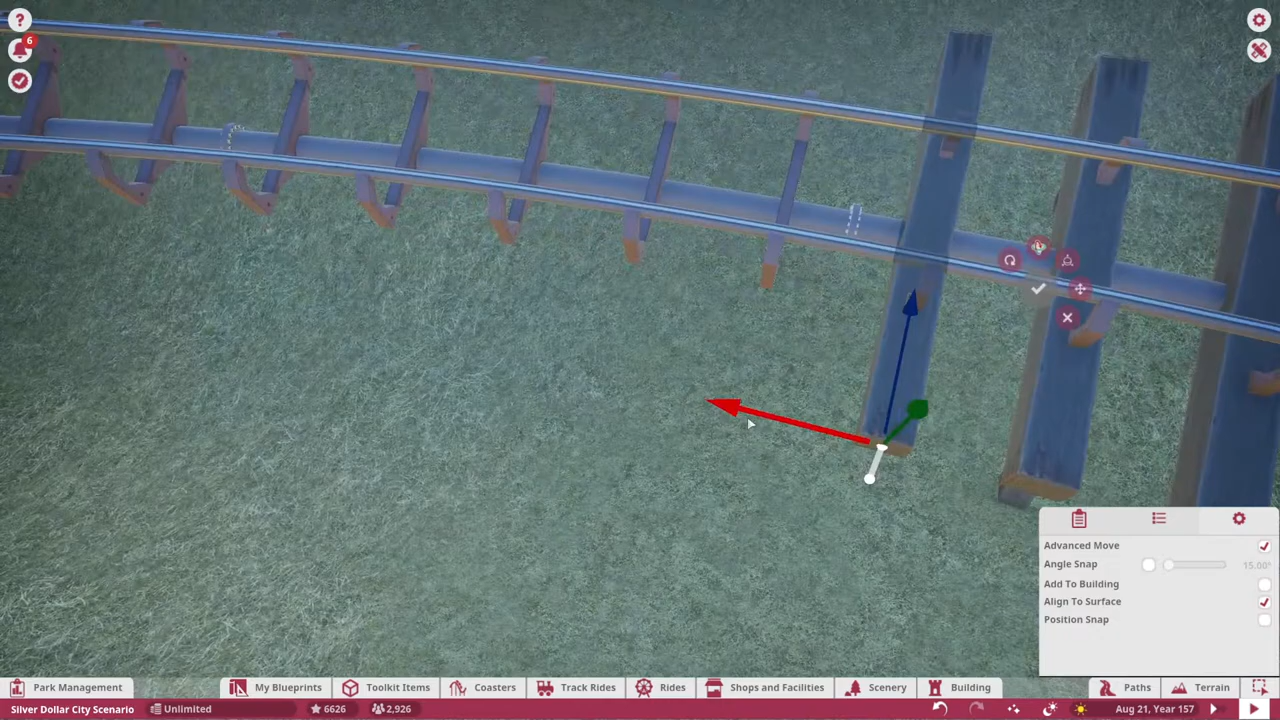 ?
6
Advanced Move
Angle Snap 15.00°
Add To Building
Align To Surface
Position Snap
Park Management My Blueprints Toolkit Items Coasters Track Rides Rides Shops and Facilities Scenery Building Paths Terrain
Silver Dollar City Scenario Unlimited 6626 2,926 Aug 21, Year 157